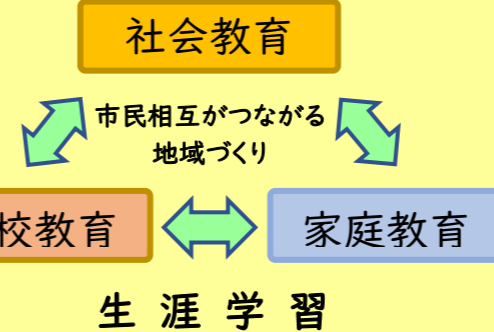 社会教育
市民相互がつながる
地域づくり
校教育
家庭教育
生涯学習